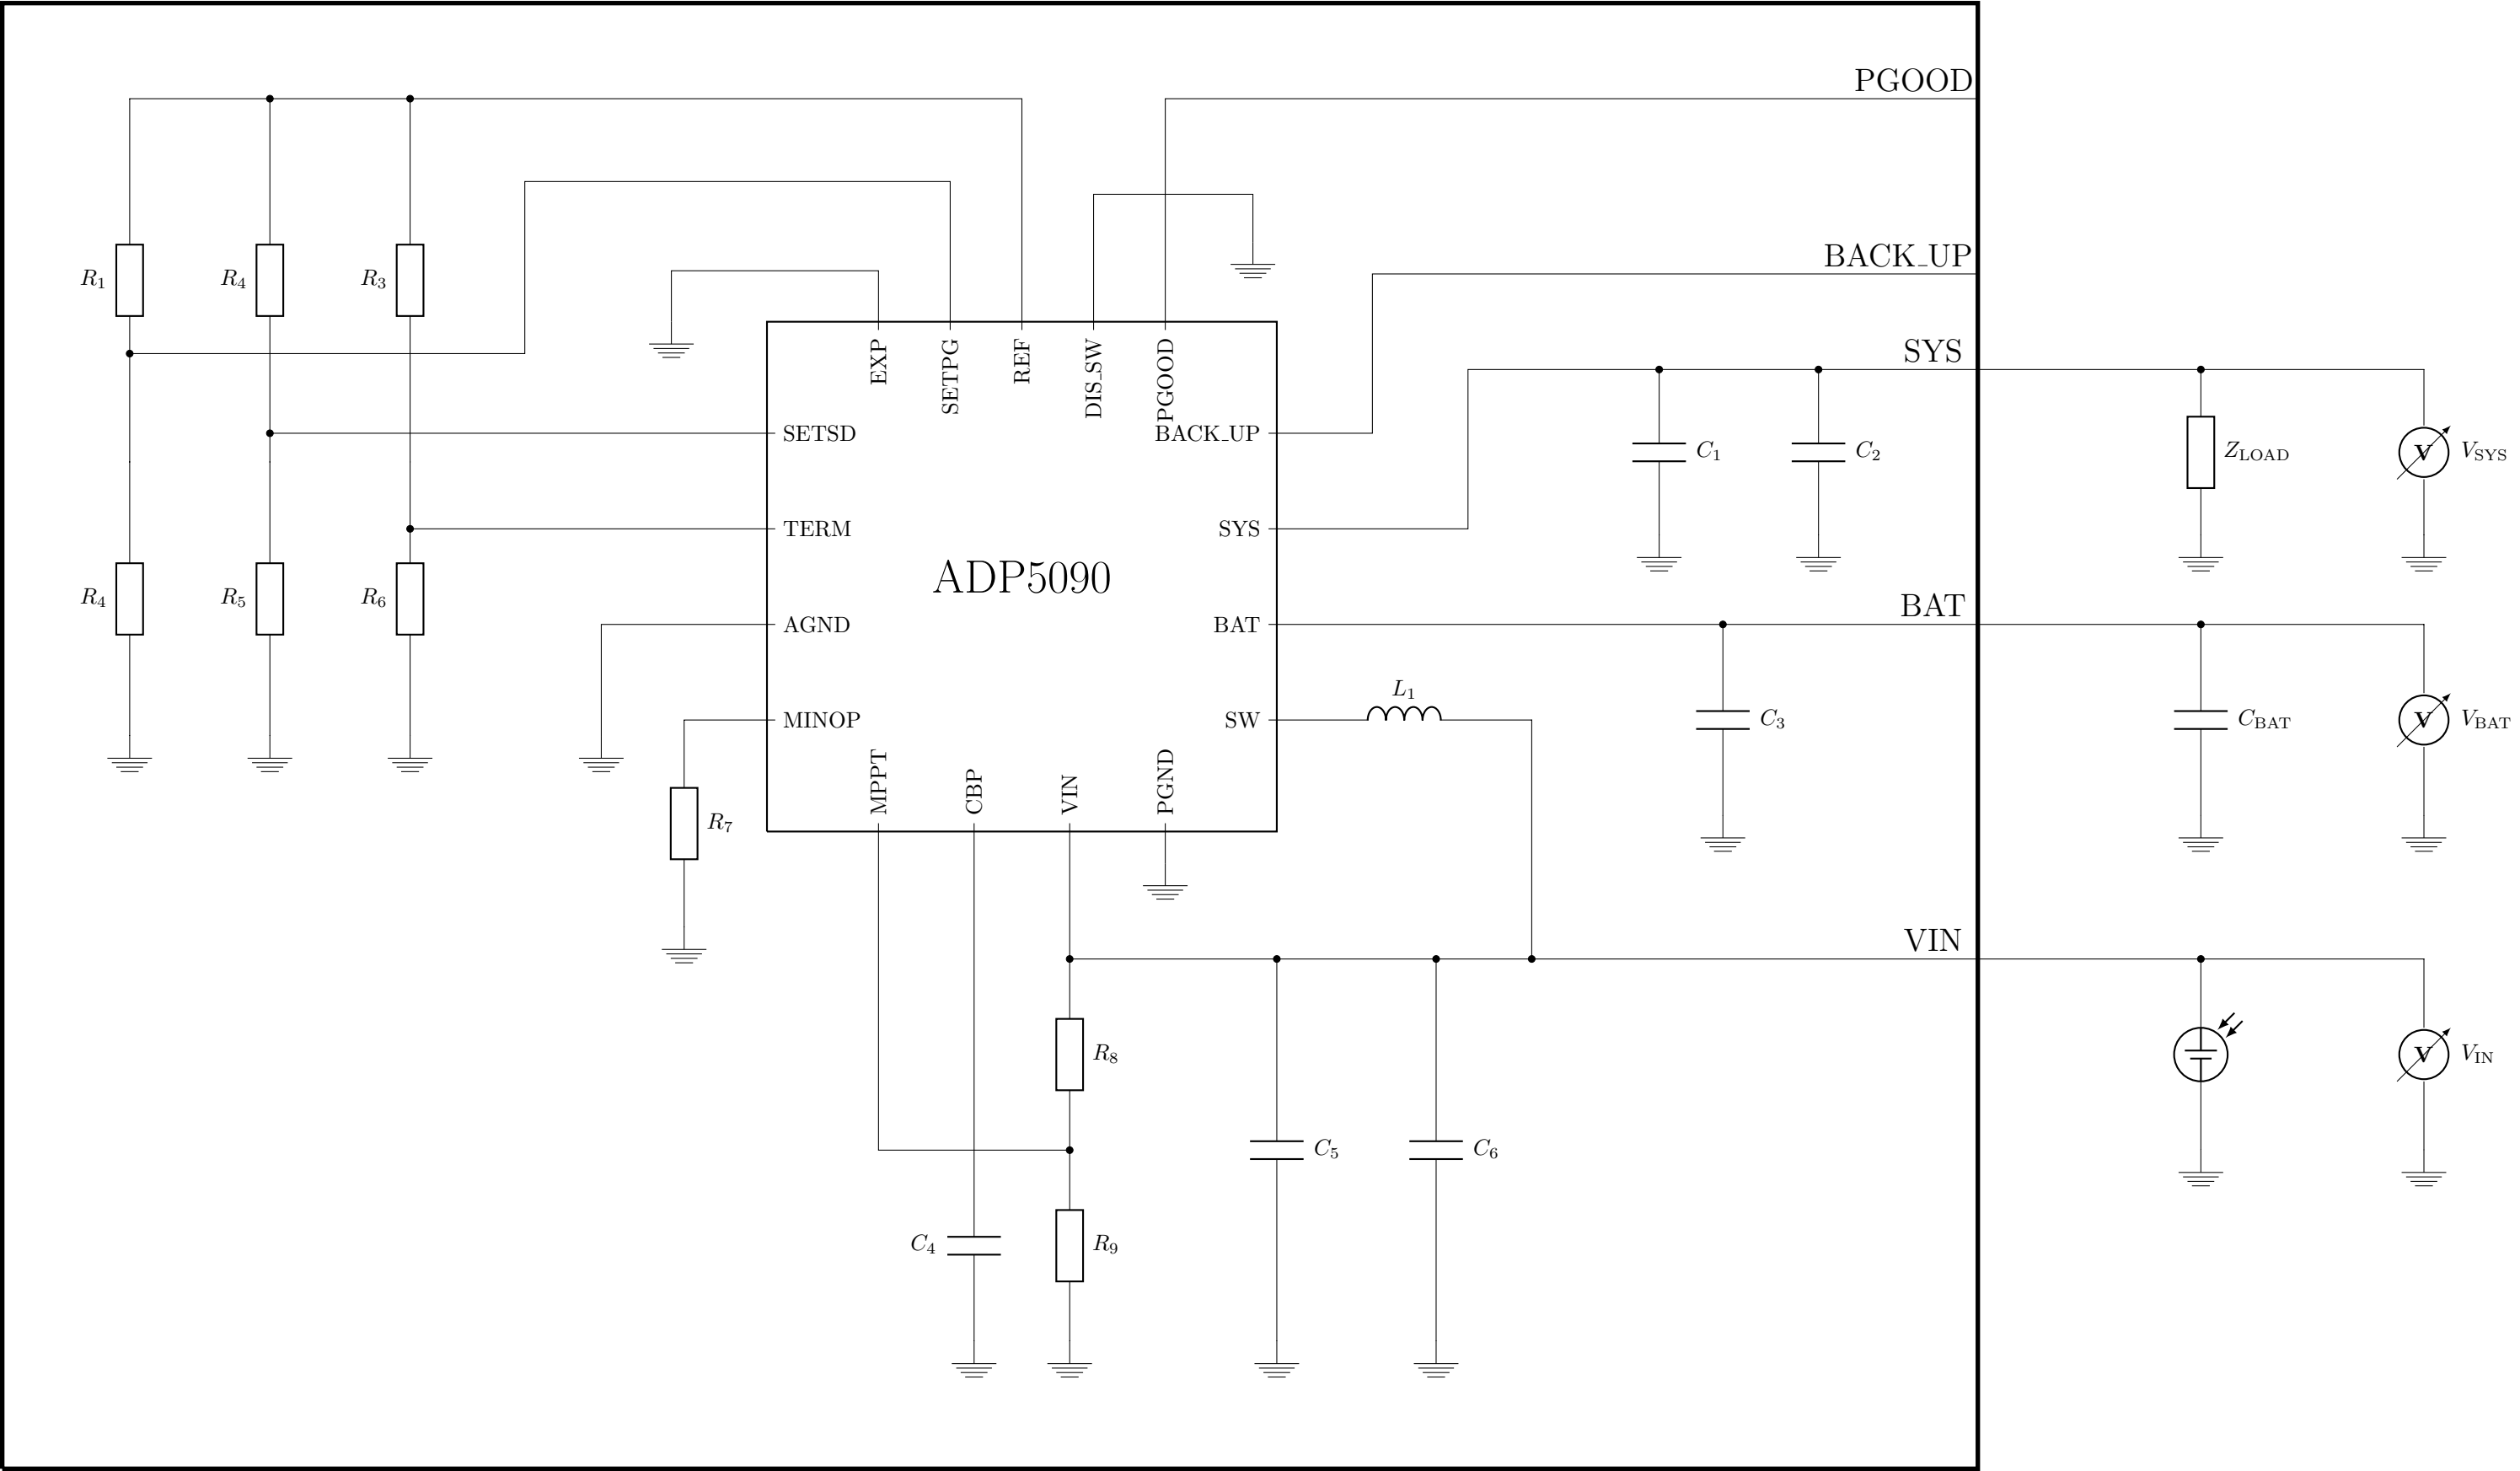 PGOOD
BACK_UP
SYS
R1
R4
R3
EXP
SETPG
REF
DIS_SW
PGOOD
SETSD
BACK_UP
C1
C2
ZLOAD
V
VSYS
TERM
SYS
ADP5090
R4
R5
R6
AGND
BAT
BAT
MINOP
SW
L1
C3
CBAT
V
VBAT
MPPT
CBP
VIN
PGND
R7
VIN
R8
V
VIN
C5
C6
C4
R9